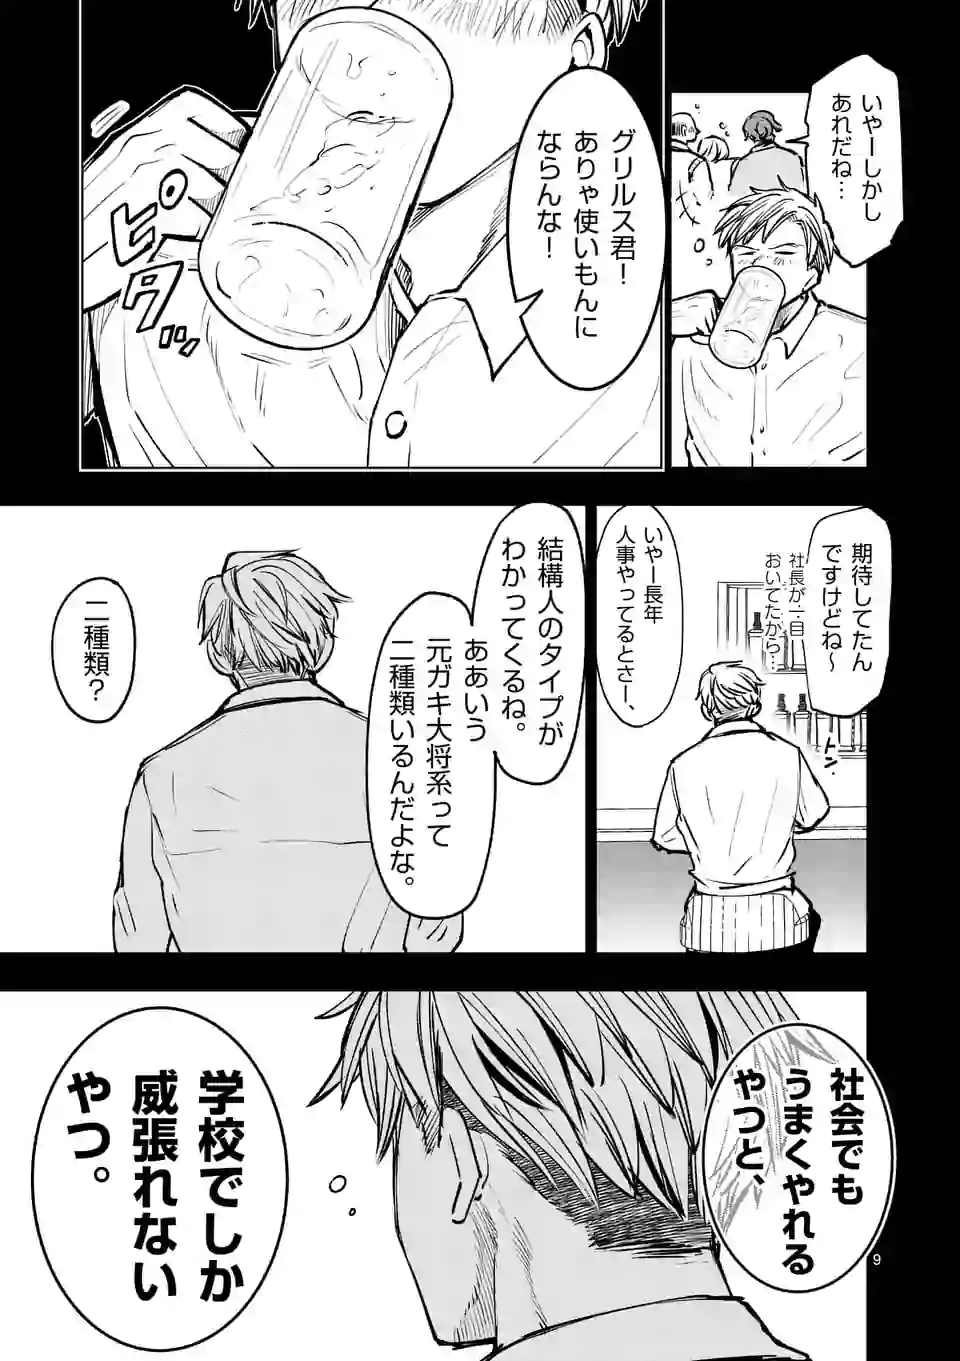 いやーしかし
あれだね…
グリルス君！
ありゃ使いもんに
ならんな！
ピタッ
期待してたん
ですけどね～
社長が一目
おいてたから…
トン
いやー長年
人事やってるとさー、
結構人のタイプが
わかってくるね。
ああいう
元ガキ大将系って
二種類いるんだよな。
二種類？
社会でも
うまくやれる
やつと、
学校でしか
威張れない
やつ。
9